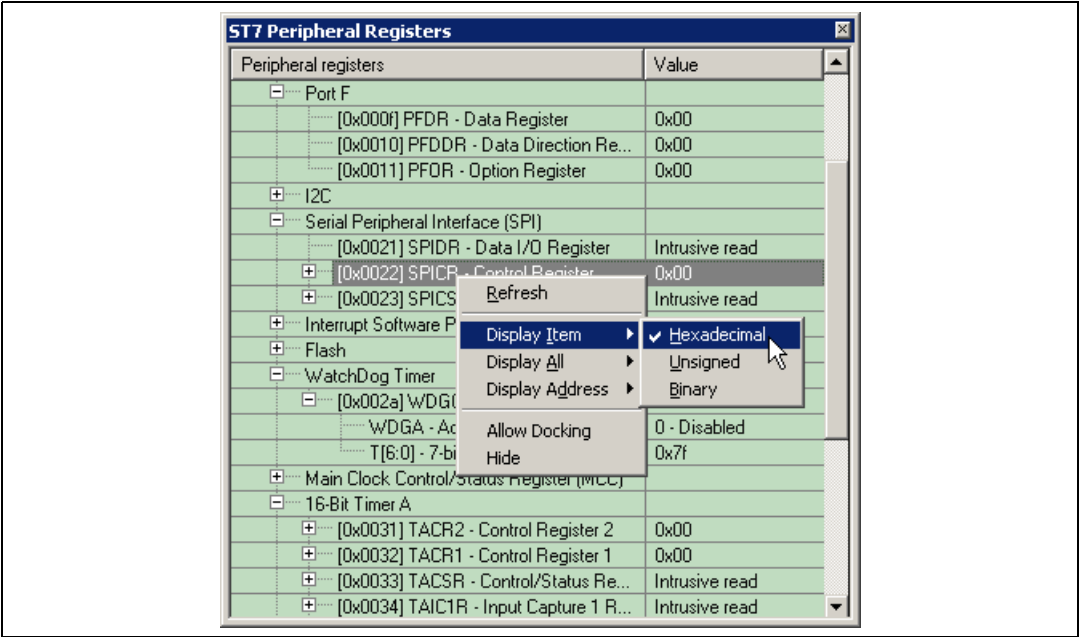 ST7 Peripheral Registers
Peripheral registers Value
Port F
[0x000f] PFDR - Data Register 0x00
[0x0010] PFDDR - Data Direction Re... 0x00
[0x0011] PFOR - Option Register 0x00
I2C
Serial Peripheral Interface (SPI)
[0x0021] SPIDR - Data I/O Register Intrusive read
[0x0022] SPICR - Control Register 0x00
[0x0023] SPICS Intrusive read
Interrupt Software P
Flash
WatchDog Timer
[0x002a]
WDGA - Ac 0 - Disabled
T[6:0] - 7-bi 0x7f
Main Clock Control/Status Register (MCC)
16-Bit Timer A
[0x0031] TACR2 - Control Register 2 0x00
[0x0032] TACR1 - Control Register 1 0x00
[0x0033] TACSR - Control/Status Re... Intrusive read
[0x0034] TAIC1R - Input Capture 1 R... Intrusive read
Refresh
Display Item
Display All
Display Address
Allow Docking
Hide
Hexadecimal
Unsigned
Binary